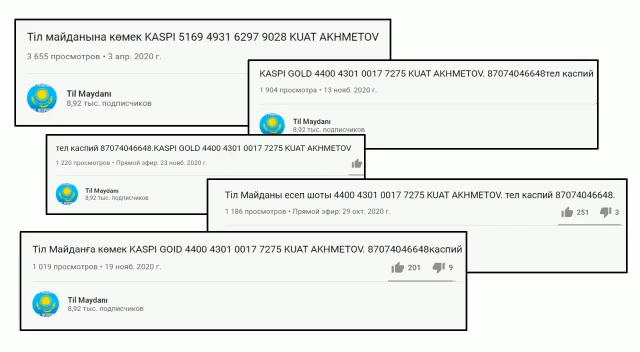 Тіл майданына көмек KASPI 5169 4931 6297 9028 KUAT AKHMETOV
3 655 просмотров • 3 апр. 2020 г.
Til Maydanı
8,92 тыс. подписчиков
KASPI GOLD 4400 4301 0017 7275 KUAT AKHMETOV. 87074046648тел каспий
1 904 просмотра • 13 нояб. 2020 г.
Til Maydanı
8,92 тыс. подписчиков
тел каспий 87074046648.KASPI GOLD 4400 4301 0017 7275 KUAT AKHMETOV
1 220 просмотров • Прямой эфир: 23 нояб. 2020 г.
Til Maydanı
8,92 тыс. подписчиков
Тіл Майданы есеп шоты 4400 4301 0017 7275 KUAT AKHMETOV. тел каспий 87074046648.
1 186 просмотров • Прямой эфир: 29 окт. 2020 г.
251 3
Тіл Майданға көмек KASPI GOID 4400 4301 0017 7275 KUAT AKHMETOV. 87074046648каспий
1 019 просмотров • 19 нояб. 2020 г.
201 9
Til Maydanı
8,92 тыс. подписчиков